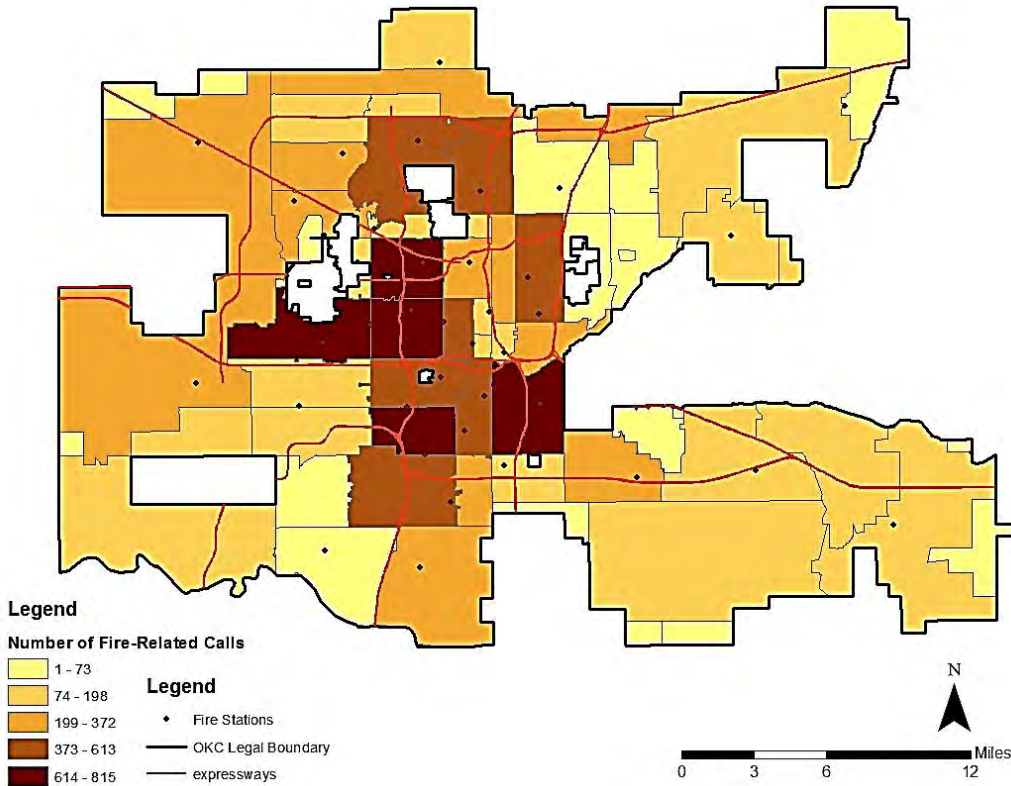 Legend
Number of Fire-Related Calls
1 - 73
74 - 198
199 - 372
373 - 613
614 - 815
Legend
Fire Stations
OKC Legal Boundary
expressways
N
Miles
0 3 6 12